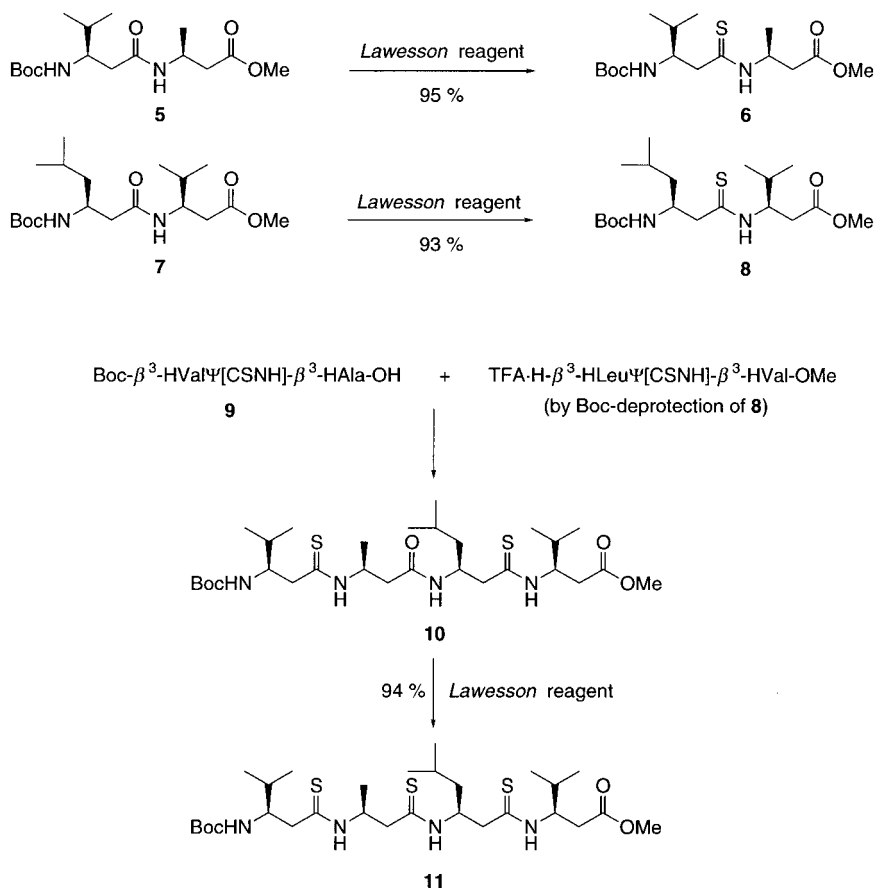 O O S O
BocHN N H OMe Lawesson reagent BocHN N H OMe
95 %
5 6
O O S O
BocHN N H OMe Lawesson reagent BocHN N H OMe
93 %
7 8
Boc-β³-HValΨ[CSNH]-β³-HAla-OH + TFA·H-β³-HLeuΨ[CSNH]-β³-HVal-OMe
9 (by Boc-deprotection of 8)
S O S O
BocHN N H N H N H OMe
10
94 % Lawesson reagent
S S S O
BocHN N H N H N H OMe
11